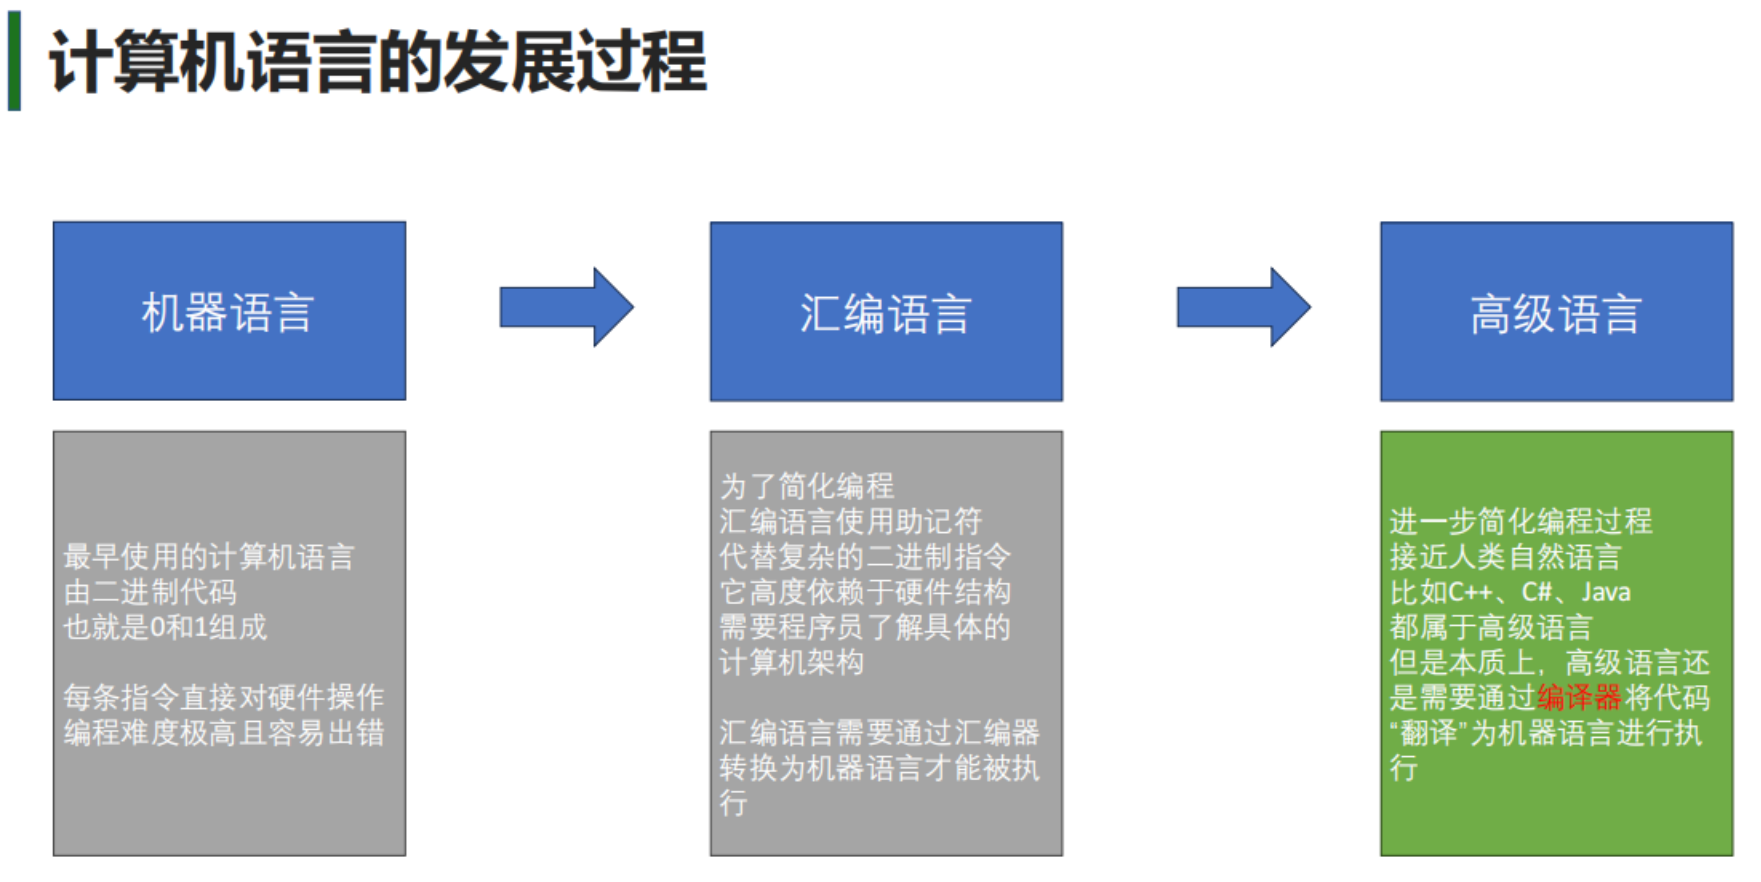 计算机语言的发展过程
机器语言
汇编语言
高级语言
最早使用的计算机语言
由二进制代码
也就是0和1组成
每条指令直接对硬件操作
编程难度极高且容易出错
为了简化编程
汇编语言使用助记符
代替复杂的二进制指令
它高度依赖于硬件结构
需要程序员了解具体的
计算机架构
汇编语言需要通过汇编器
转换为机器语言才能被执
行
进一步简化编程过程
接近人类自然语言
比如C++、C#、Java
都属于高级语言
但是本质上，高级语言还
是需要通过编译器将代码
“翻译”为机器语言进行执
行